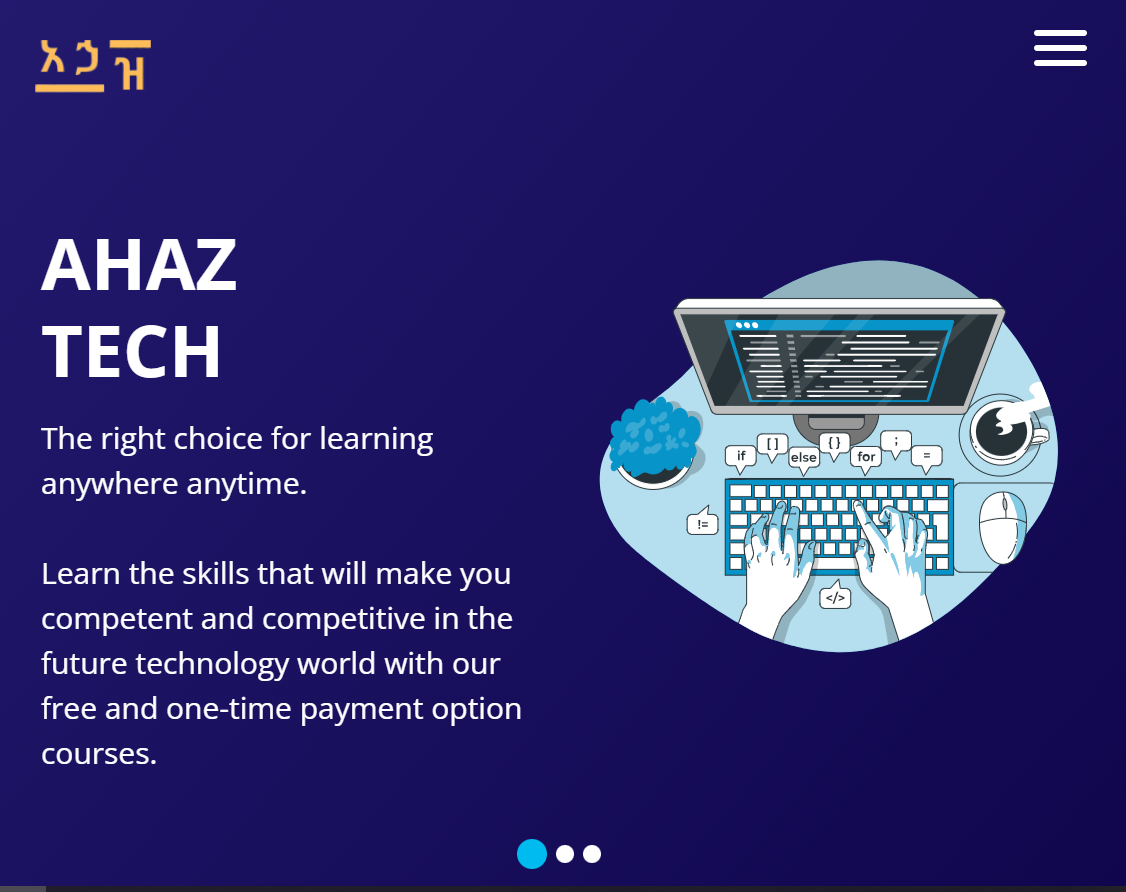 አኃዝ
AHAZ
TECH
The right choice for learning
anywhere anytime.
Learn the skills that will make you
competent and competitive in the
future technology world with our
free and one-time payment option
courses.
if [ ] else { } for ; =
!=
</>